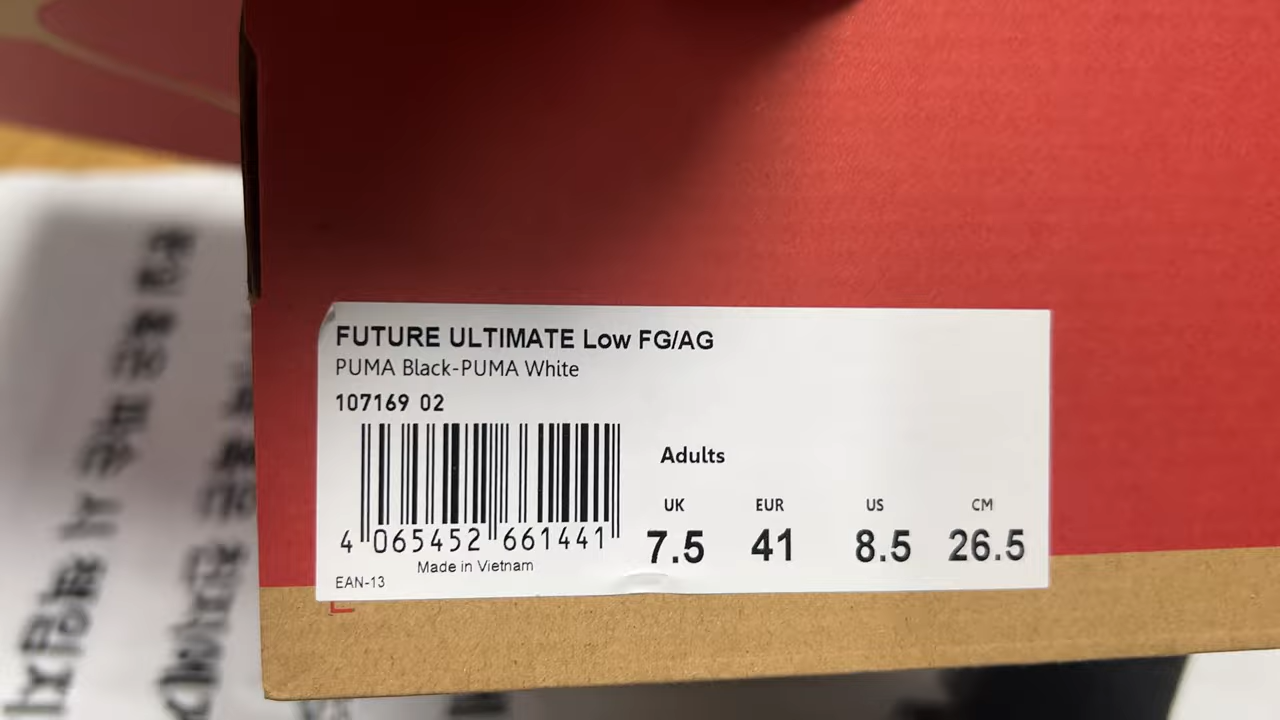 FUTURE ULTIMATE Low FG/AG
PUMA Black-PUMA White
107169 02
Adults
UK EUR US CM
7.5 41 8.5 26.5
4 065452 661441
Made in Vietnam
EAN-13